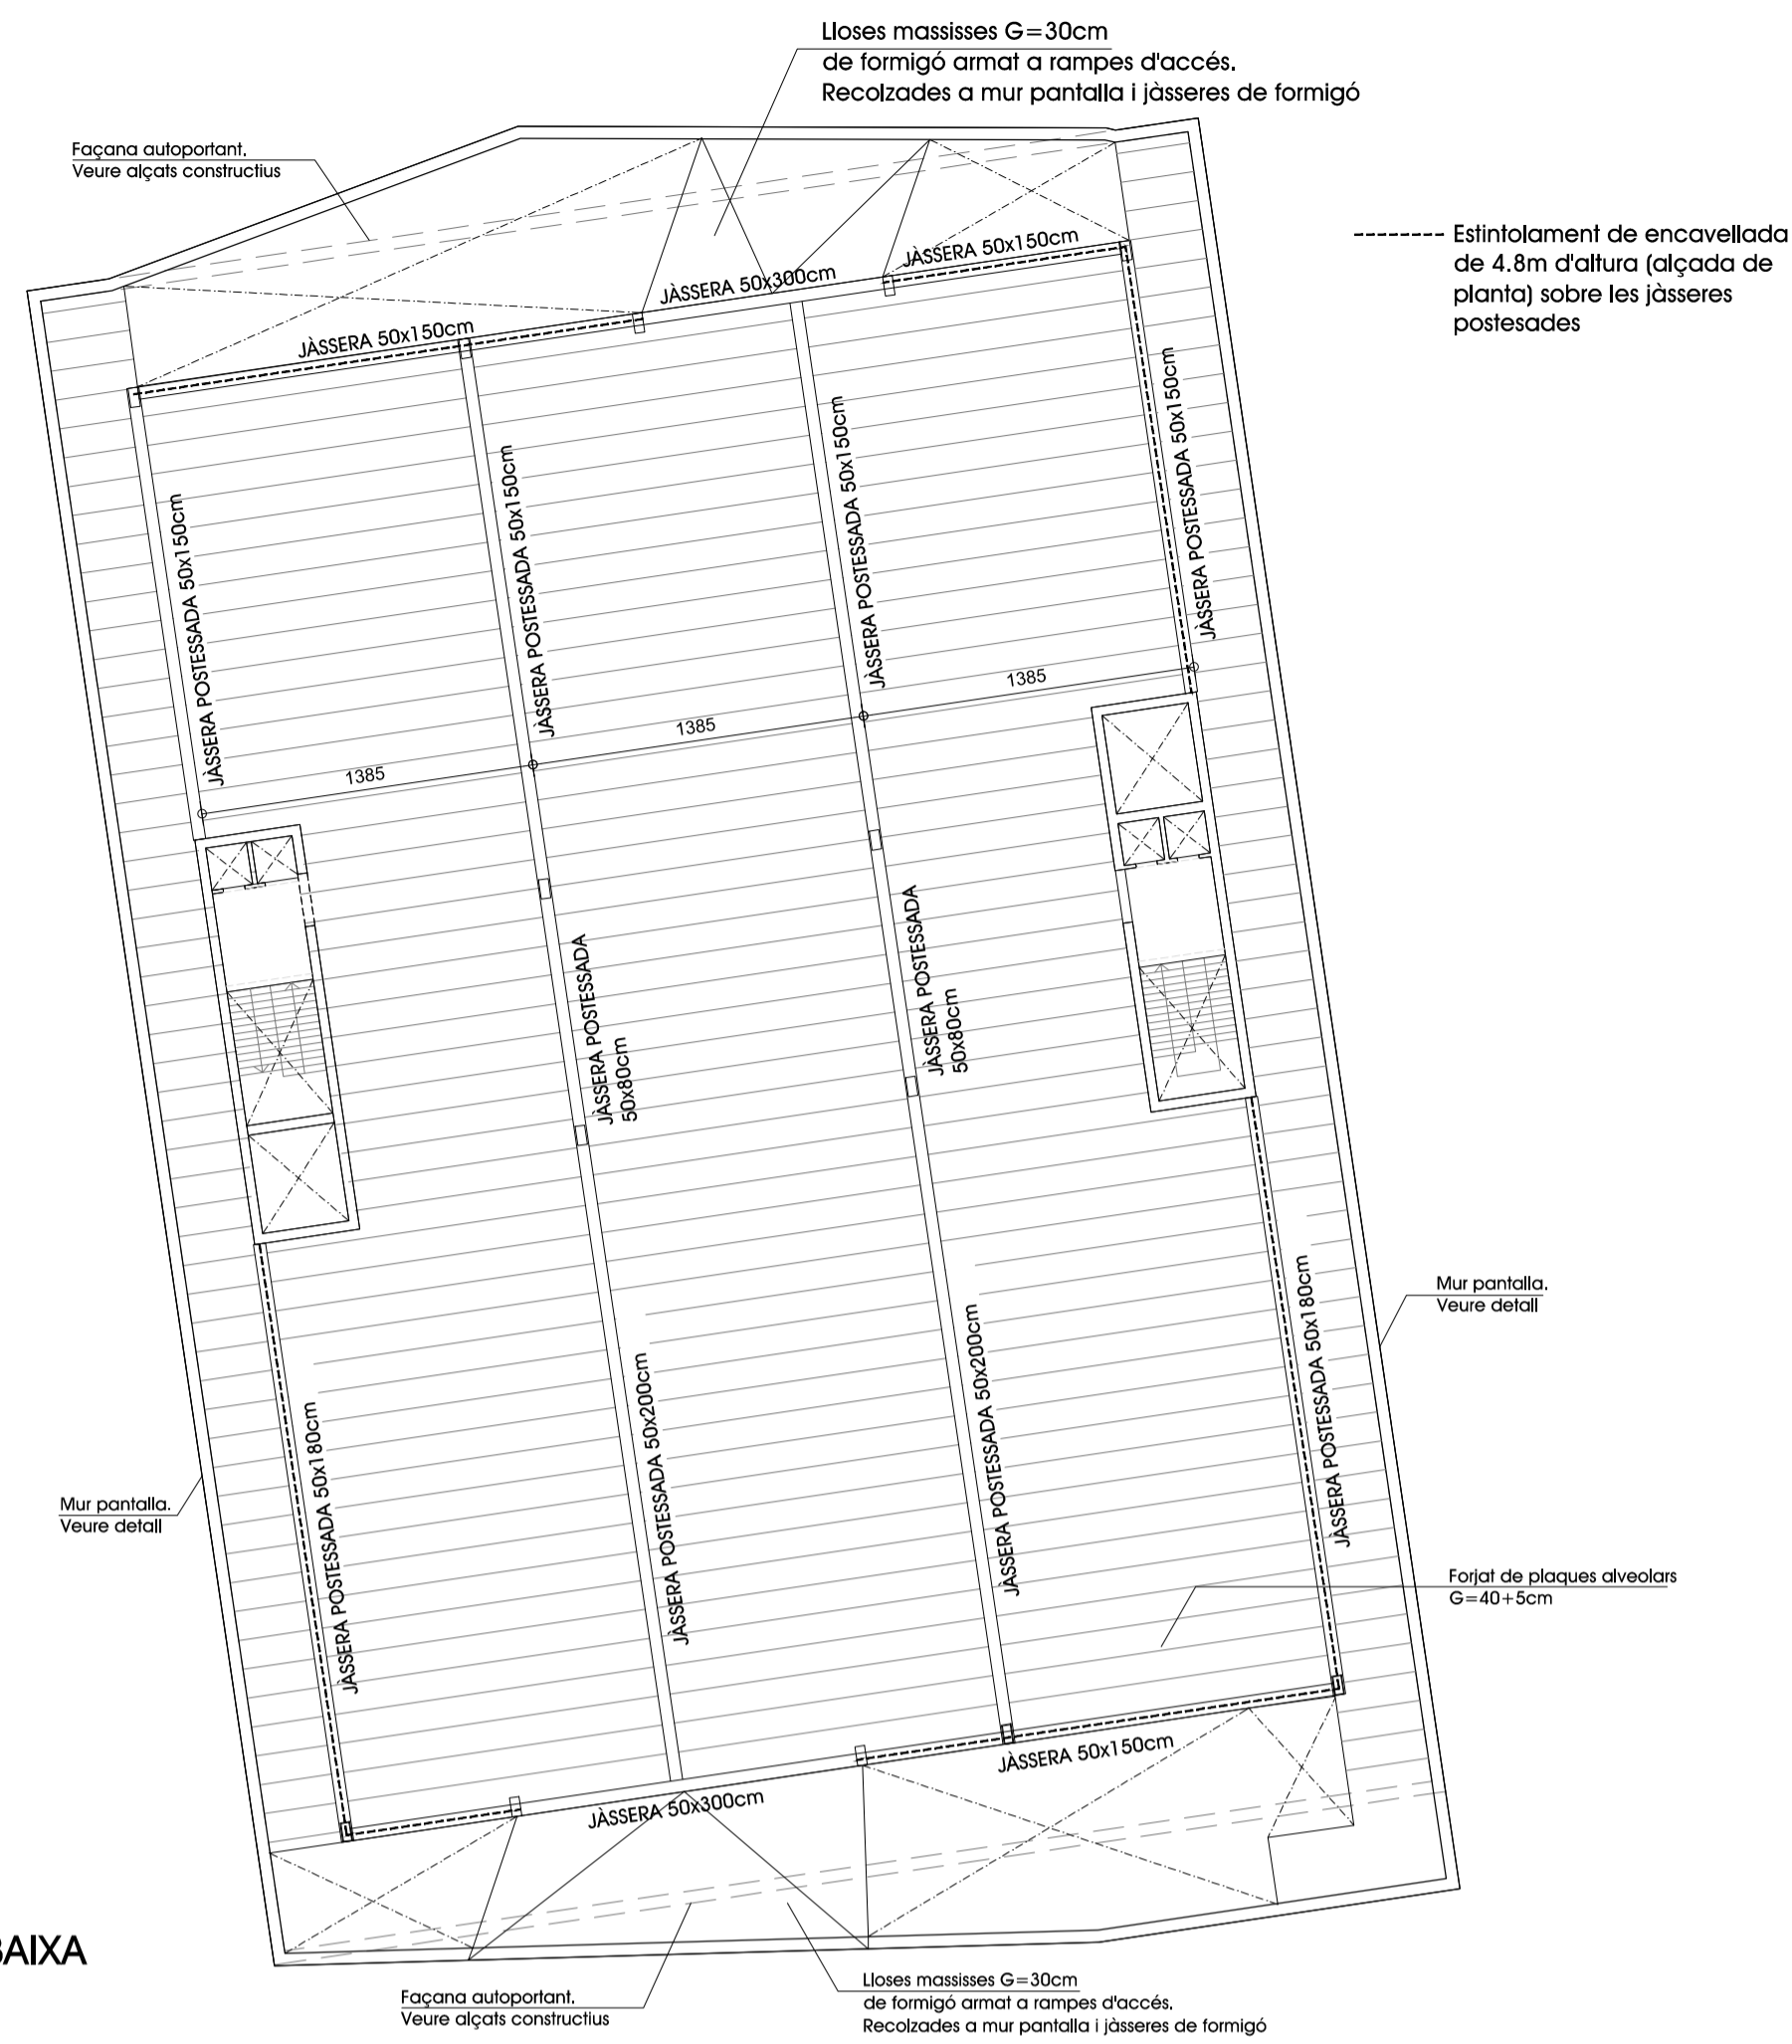 Lloses massisses G=30cm
de formigó armat a rampes d'accés.
Recolzades a mur pantalla i jàsseres de formigó
Façana autoportant.
Veure alçats constructius
Estintolament de encavellada
de 4.8m d'altura (alçada de
planta) sobre les jàsseres
postesades
JÀSSERA 50x150cm
JÀSSERA 50x300cm
JÀSSERA 50x150cm
JÀSSERA POSTESSADA 50x150cm
JÀSSERA POSTESSADA 50x150cm
JÀSSERA POSTESSADA 50x150cm
JÀSSERA POSTESSADA 50x150cm
1385
1385
1385
JÀSSERA POSTESSADA
50x80cm
JÀSSERA POSTESSADA
50x80cm
Mur pantalla.
Veure detall
JÀSSERA POSTESSADA 50x180cm
JÀSSERA POSTESSADA 50x200cm
JÀSSERA POSTESSADA 50x200cm
JÀSSERA POSTESSADA 50x180cm
Mur pantalla.
Veure detall
Forjat de plaques alveolars
G=40+5cm
JÀSSERA 50x150cm
JÀSSERA 50x300cm
BAIXA
Façana autoportant.
Veure alçats constructius
Lloses massisses G=30cm
de formigó armat a rampes d'accés.
Recolzades a mur pantalla i jàsseres de formigó